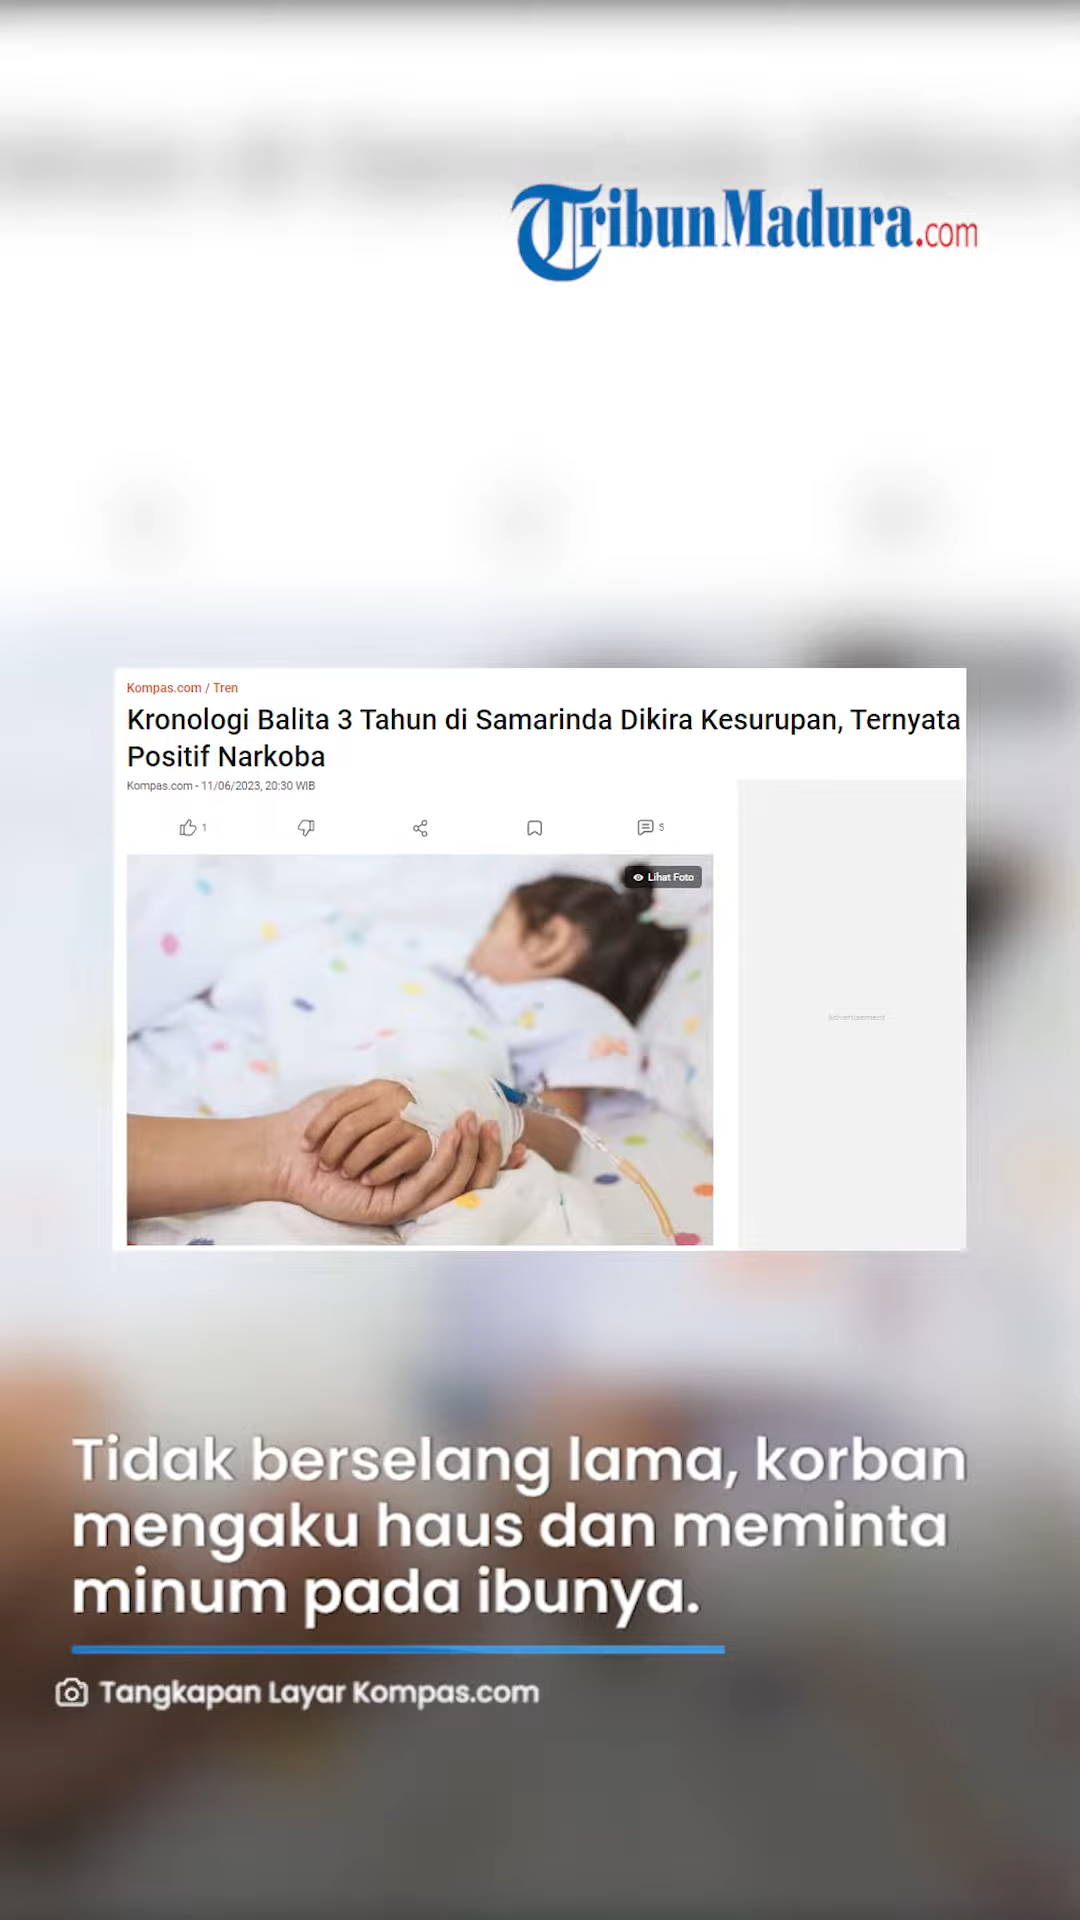 TribunMadura.com
Kompas.com / Tren
Kronologi Balita 3 Tahun di Samarinda Dikira Kesurupan, Ternyata
Positif Narkoba
Kompas.com - 11/06/2023, 20:30 WIB
1
5
Lihat Foto
Advertisement
Tidak berselang lama, korban
mengaku haus dan meminta
minum pada ibunya.
Tangkapan Layar Kompas.com